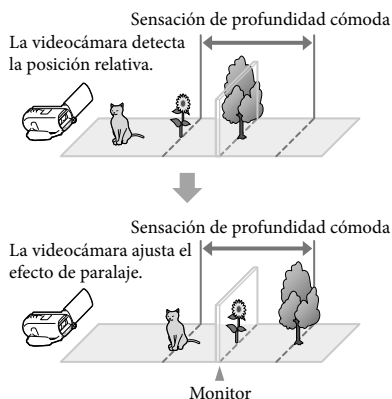 Sensación de profundidad cómoda
La videocámara detecta
la posición relativa.
Sensación de profundidad cómoda
La videocámara ajusta el
efecto de paralaje.
Monitor